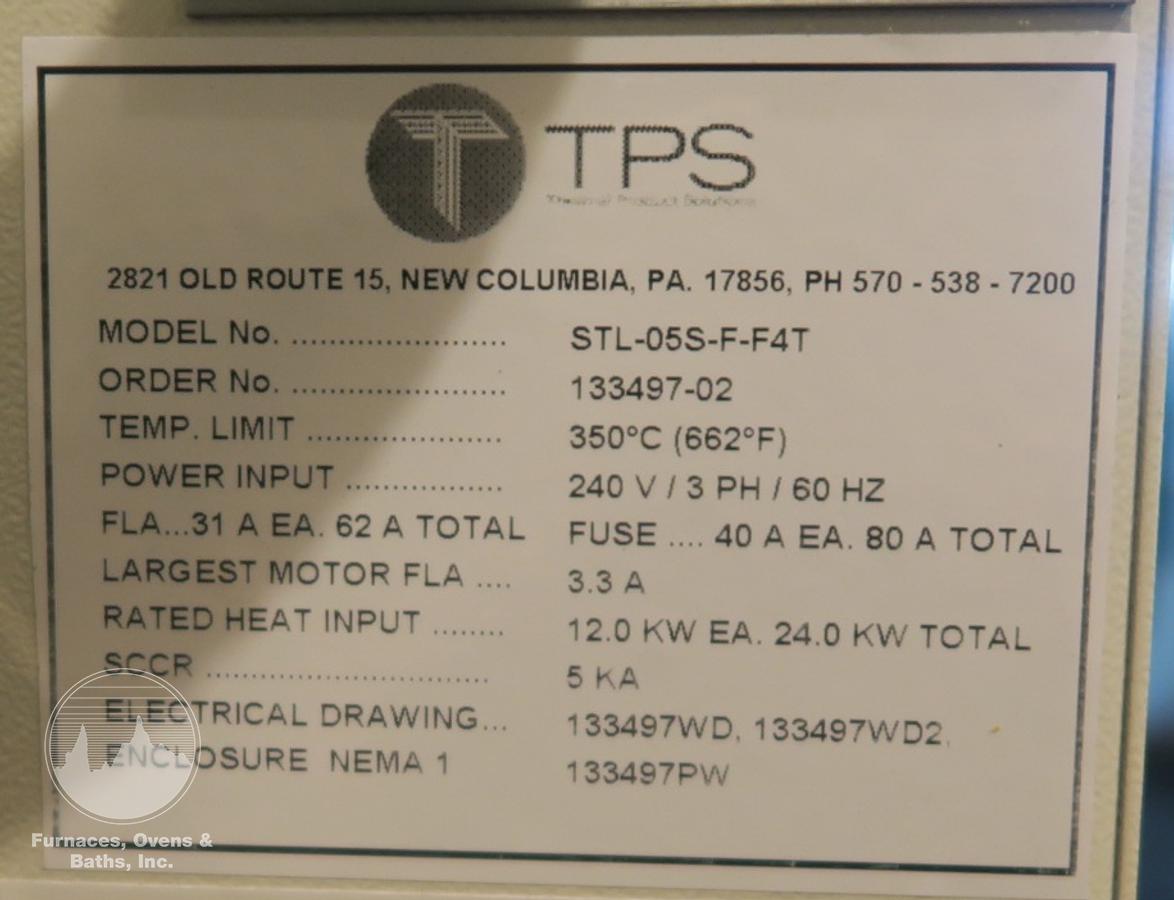 TPS
Thermal Product Solutions
2821 OLD ROUTE 15, NEW COLUMBIA, PA. 17856, PH 570 - 538 - 7200
MODEL No. ........................ STL-05S-F-F4T
ORDER No. ........................ 133497-02
TEMP. LIMIT ...................... 350°C (662°F)
POWER INPUT .................. 240 V / 3 PH / 60 HZ
FLA...31 A EA. 62 A TOTAL FUSE .... 40 A EA. 80 A TOTAL
LARGEST MOTOR FLA .... 3.3 A
RATED HEAT INPUT ........ 12.0 KW EA. 24.0 KW TOTAL
SCCR ................................ 5 KA
ELECTRICAL DRAWING... 133497WD, 133497WD2,
ENCLOSURE NEMA 1 133497PW
Furnaces, Ovens &
Baths, Inc.